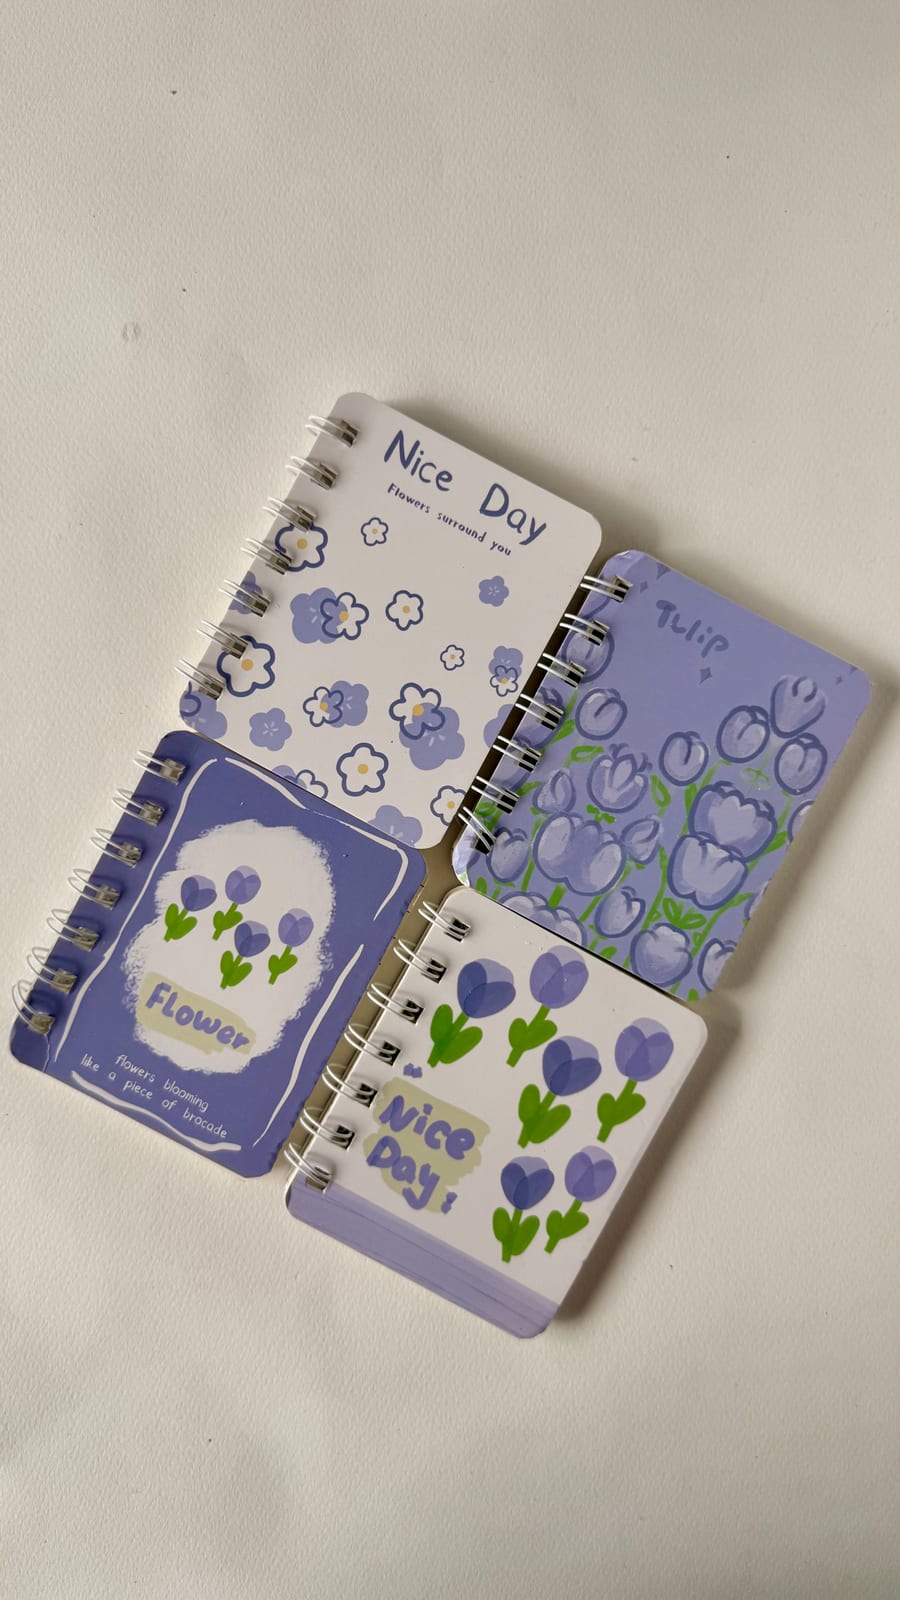 Nice Day
Flowers surround you
Tulip
Flower
flowers blooming
like a piece of brocade
Nice
Day